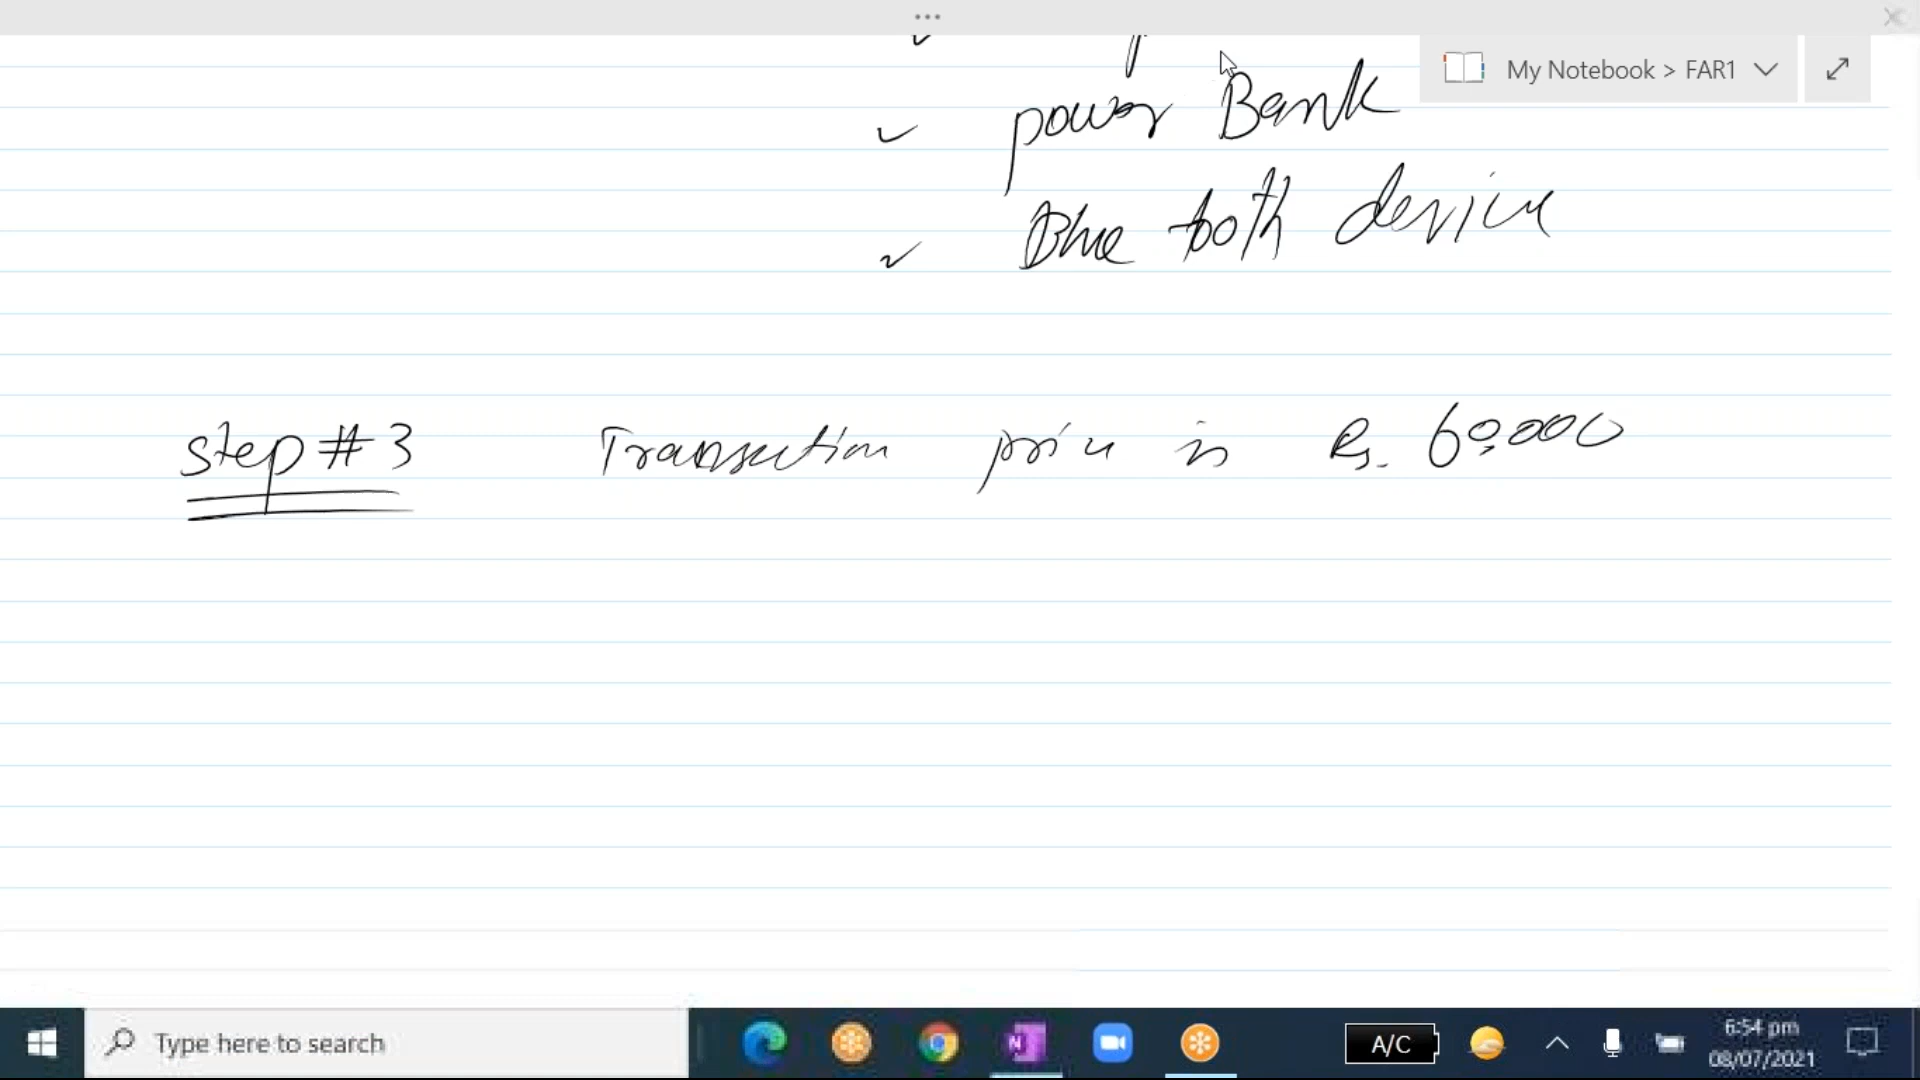 ...
My Notebook > FAR1
✓ power Bank
✓ Blue tooth device
step # 3 Transaction price is Rs. 60,000
Type here to search
A/C
6:54 pm
08/07/2021